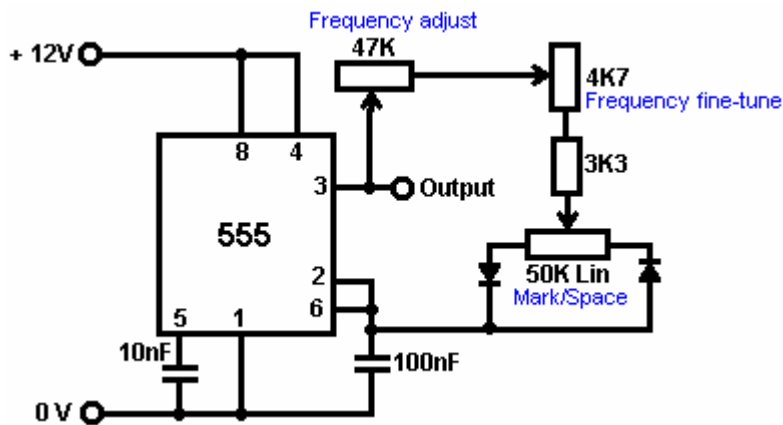 Frequency adjust
47K
+ 12V
4K7
Frequency fine-tune
8
4
3
Output
3K3
555
2
50K Lin
6
Mark/Space
5
1
10nF
100nF
0 V